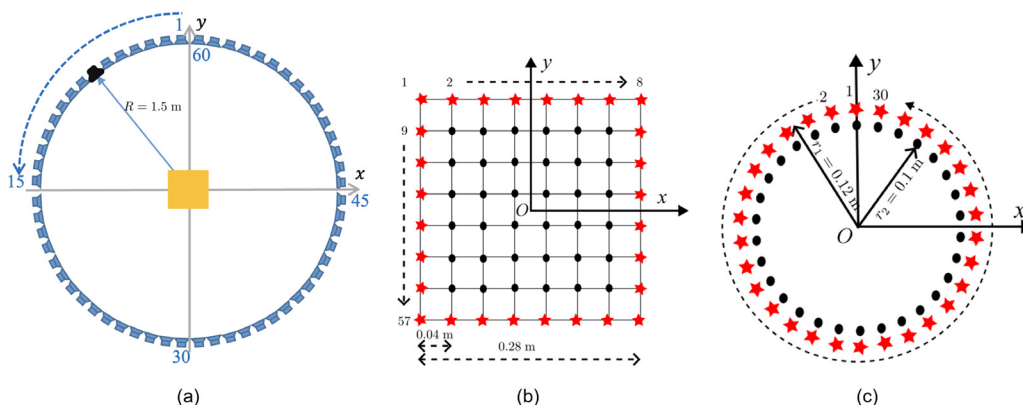 1
y
60
R = 1.5 m
15
x
45
30
(a)
1
2
8
y
9
O
x
57
0.04 m
0.28 m
(b)
y
2
1
30
r₁ = 0.12 m
r₂ = 0.1 m
O
x
(c)